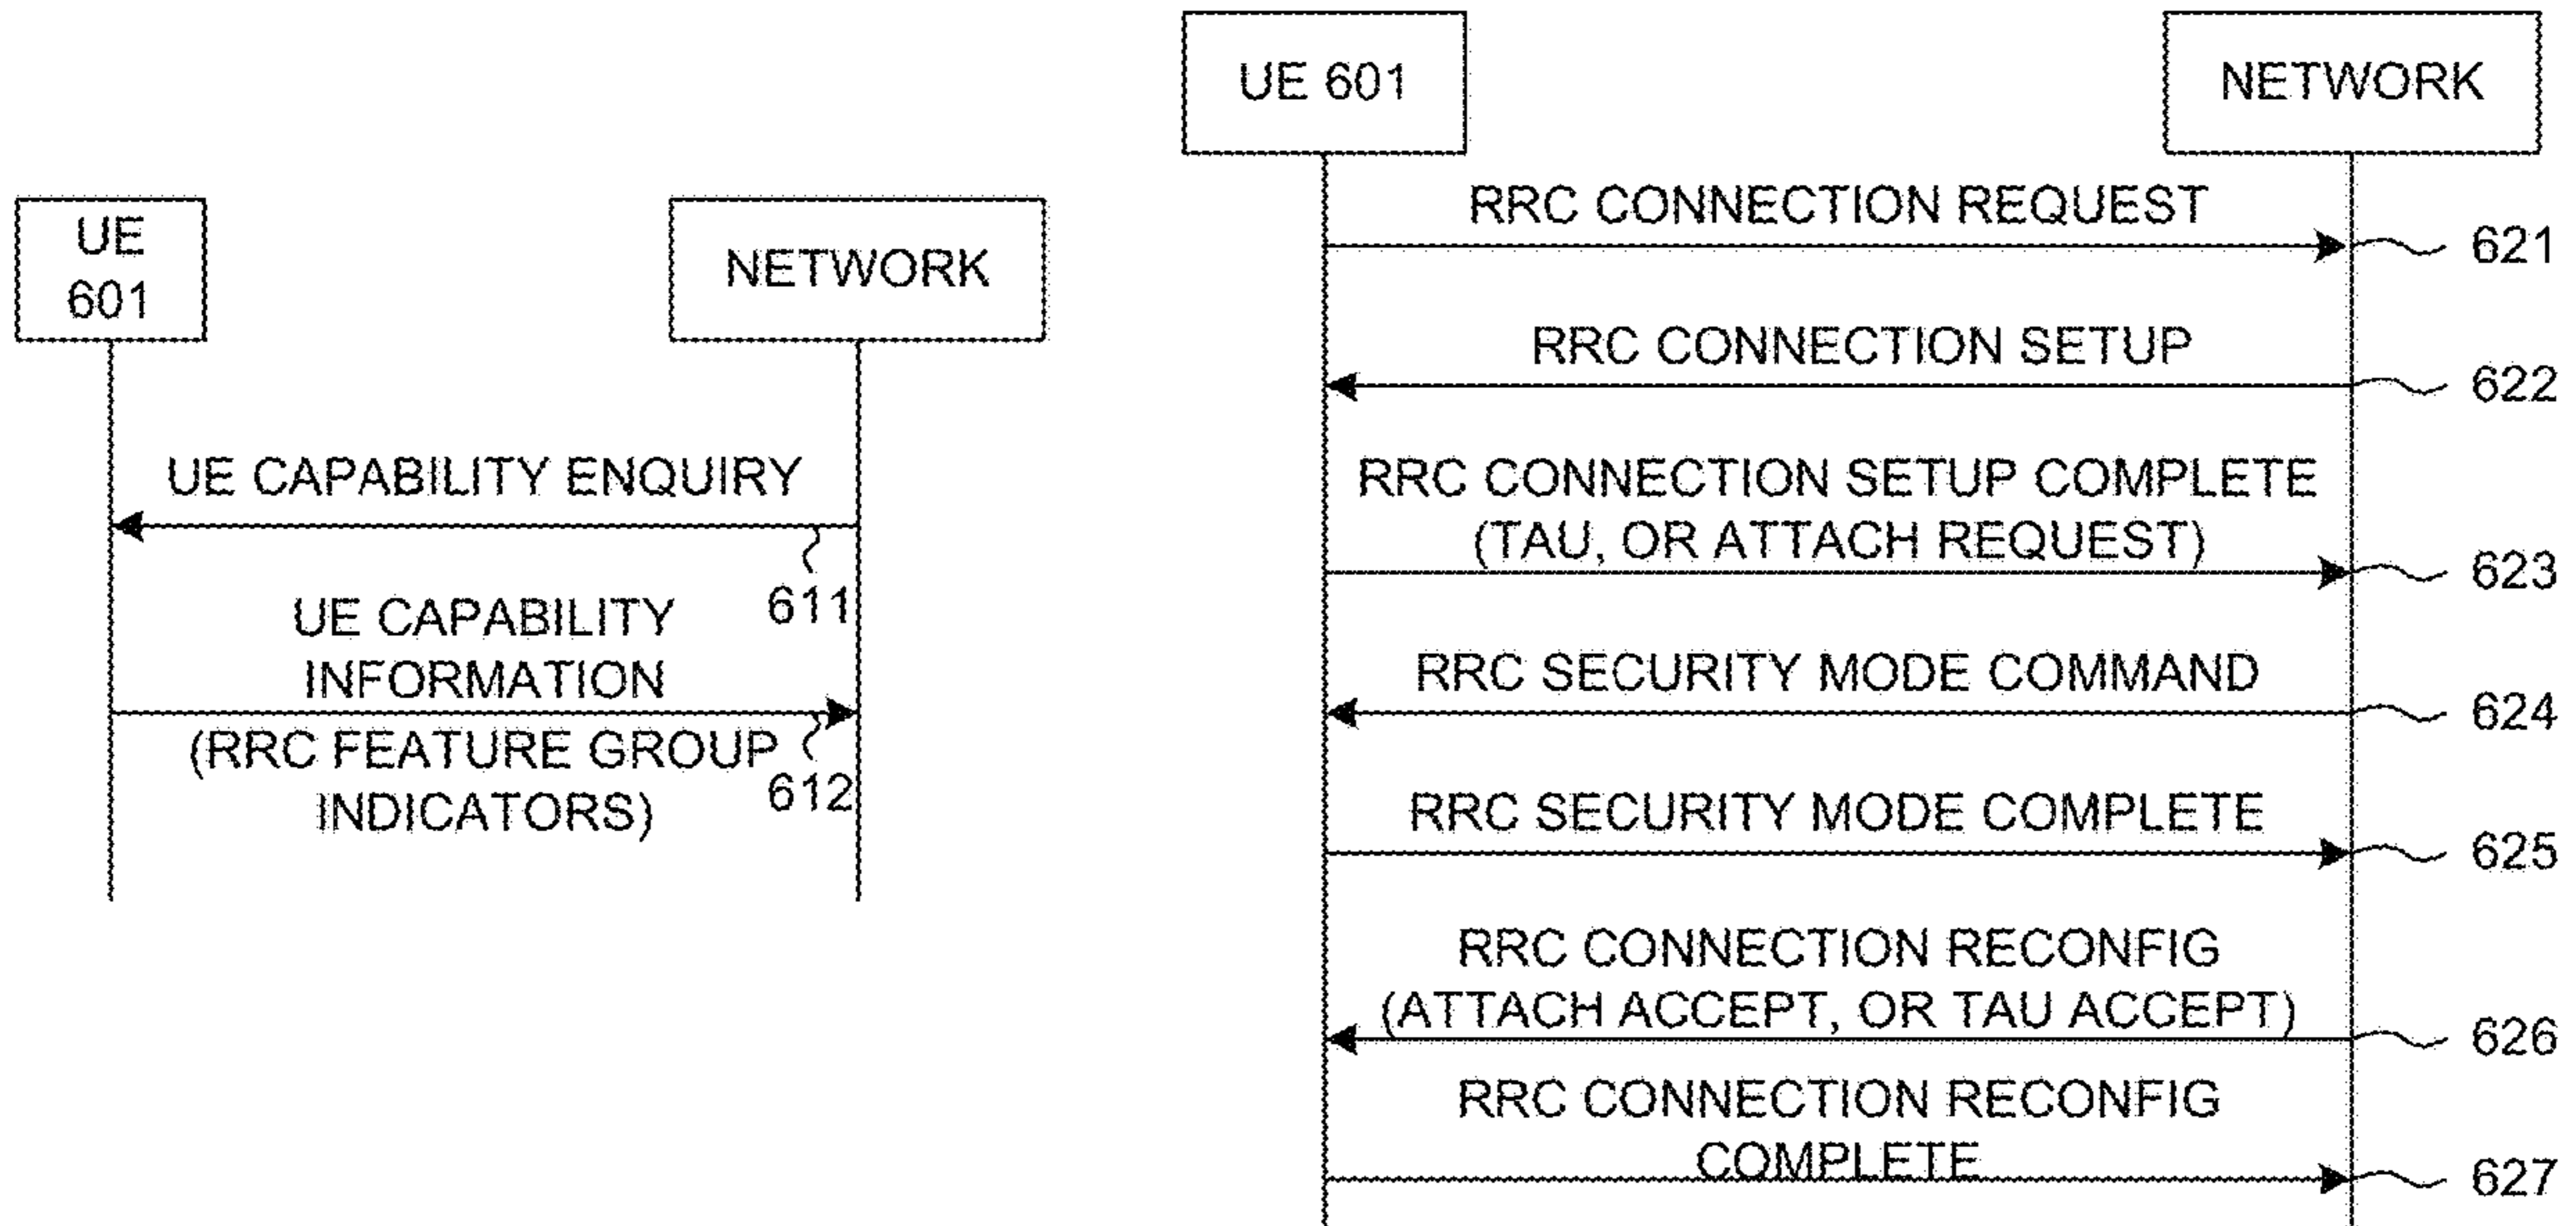 UE
601
NETWORK
UE CAPABILITY ENQUIRY
611
UE CAPABILITY
INFORMATION
(RRC FEATURE GROUP
INDICATORS)
612
UE 601
NETWORK
RRC CONNECTION REQUEST
621
RRC CONNECTION SETUP
622
RRC CONNECTION SETUP COMPLETE
(TAU, OR ATTACH REQUEST)
623
RRC SECURITY MODE COMMAND
624
RRC SECURITY MODE COMPLETE
625
RRC CONNECTION RECONFIG
(ATTACH ACCEPT, OR TAU ACCEPT)
626
RRC CONNECTION RECONFIG
COMPLETE
627